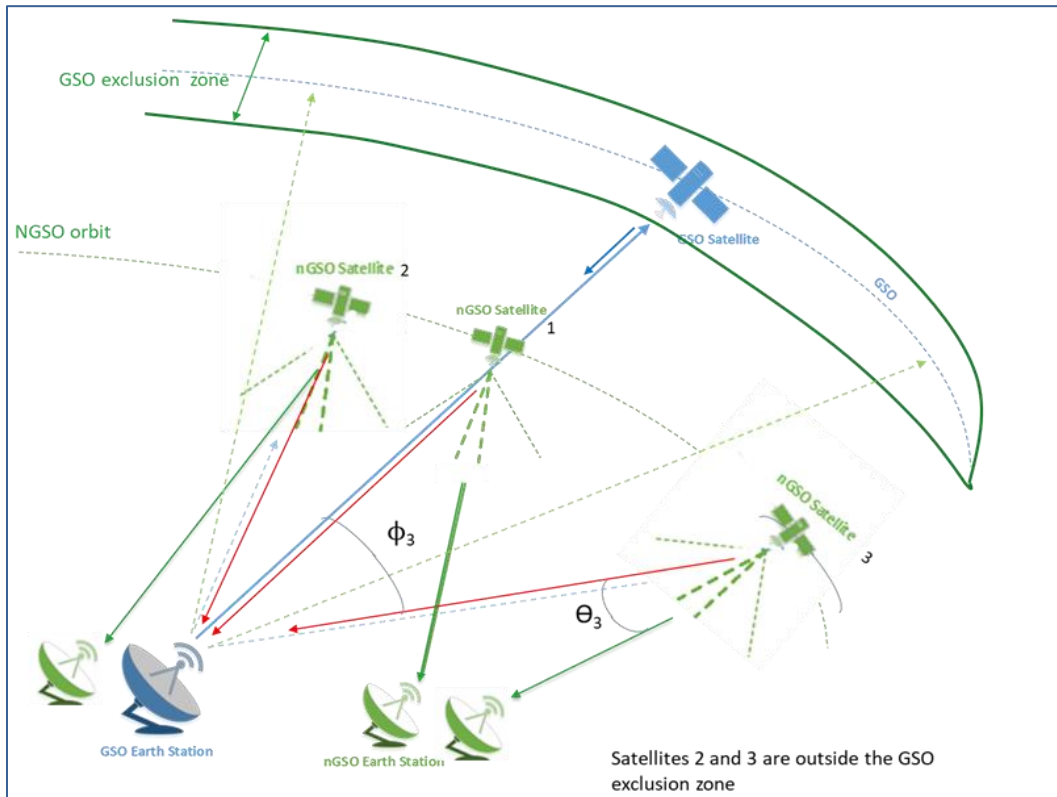 GSO exclusion zone
GSO Satellite
NGSO orbit
nGSO Satellite 2
GSO
nGSO Satellite
1
nGSO Satellite
3
ϕ3
Θ3
GSO Earth Station
nGSO Earth Station
Satellites 2 and 3 are outside the GSO
exclusion zone